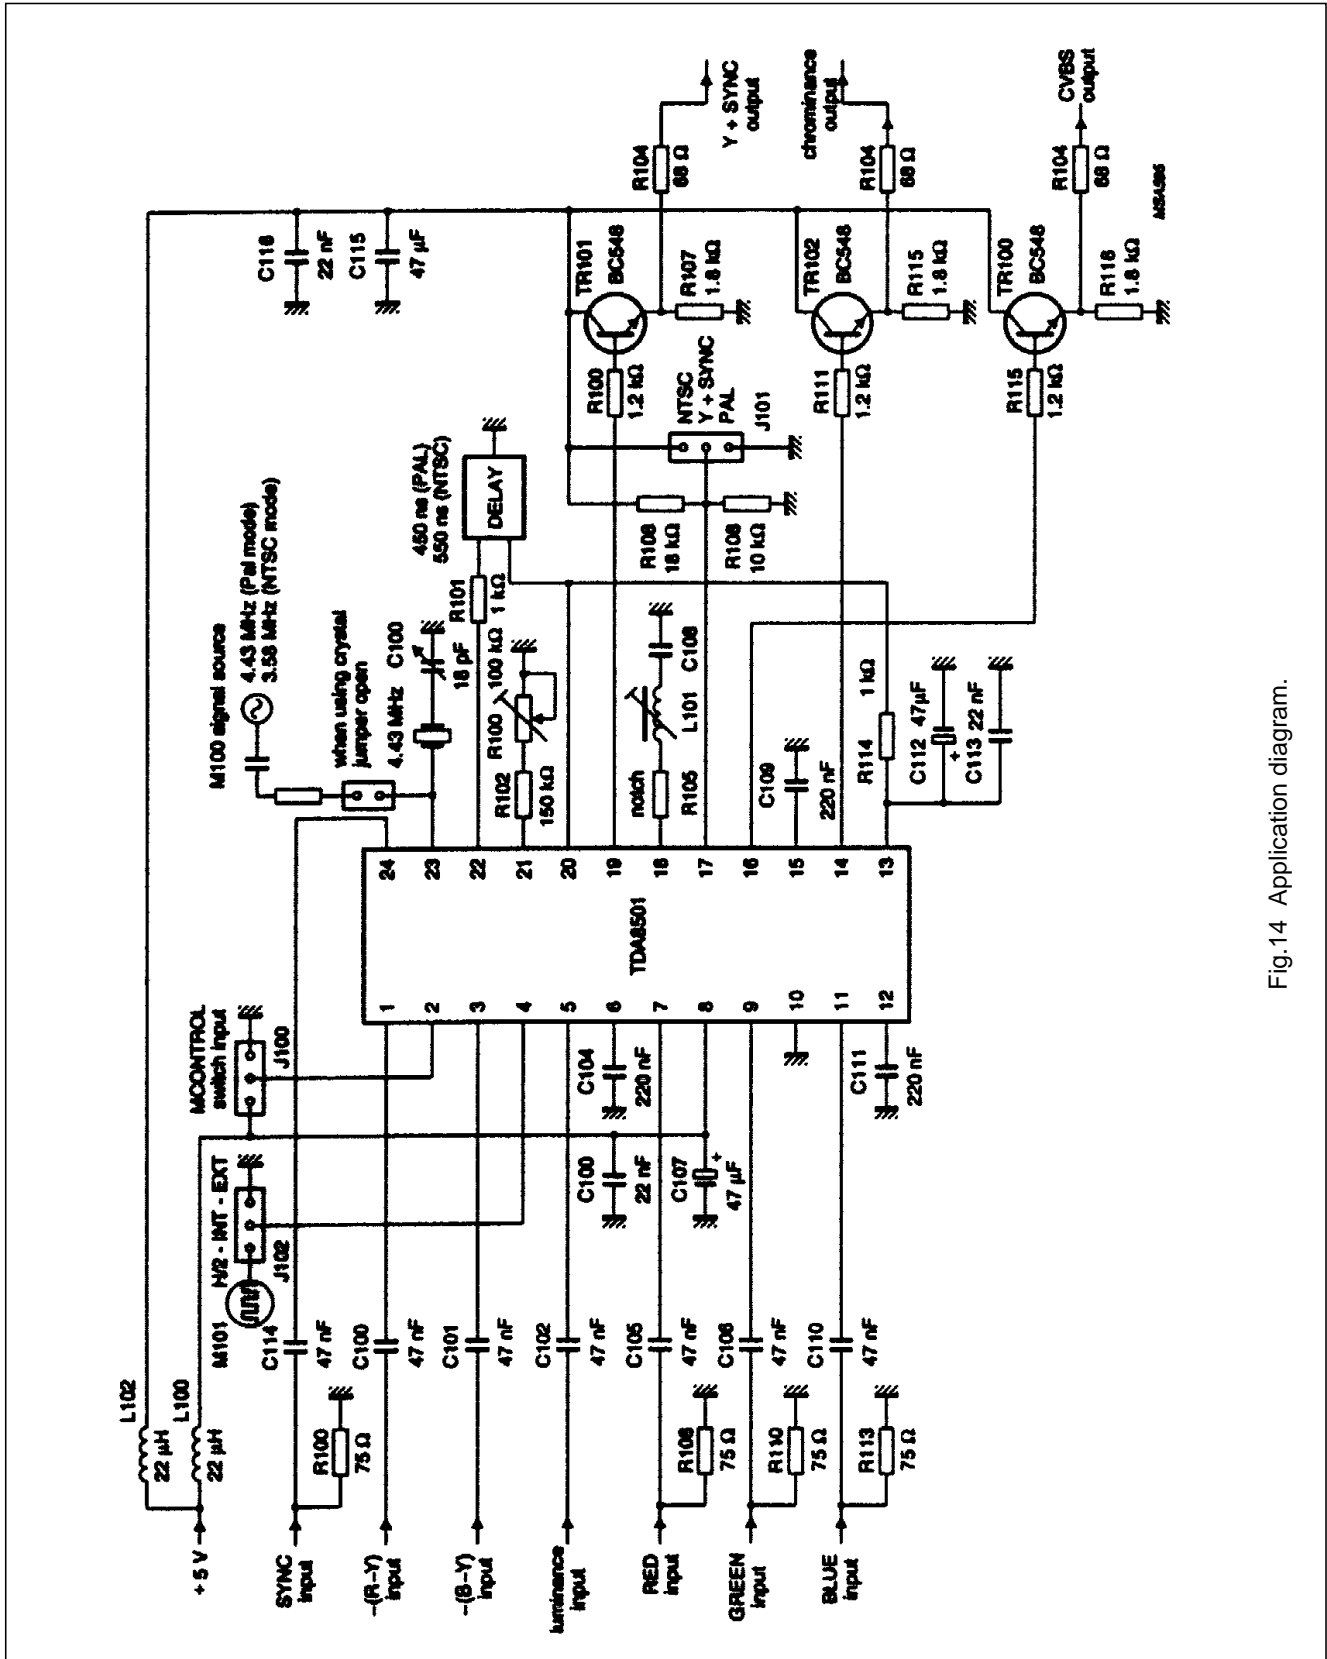 L102
22 µH
L100
22 µH
+ 5 V
SYNC
input
R100
75 Ω
–(R–Y)
input
–(B–Y)
input
luminance
input
RED
input
R108
75 Ω
GREEN
input
R110
75 Ω
BLUE
input
R113
75 Ω
M101
H/2 - INT - EXT
J102
C114
47 nF
C100
47 nF
C101
47 nF
C102
47 nF
C105
47 nF
C106
47 nF
C110
47 nF
MCONTROL
switch input
J100
C100
22 nF
C107
+
47 µF
C104
220 nF
C111
220 nF
1
2
3
4
5
6
7
8
9
10
11
12
TDA8501
24
23
22
21
20
19
18
17
16
15
14
13
M100 signal source
4.43 MHz (Pal mode)
3.58 MHz (NTSC mode)
when using crystal
jumper open
4.43 MHz
C100
18 pF
R101
1 kΩ
450 ns (PAL)
550 ns (NTSC)
DELAY
R102
150 kΩ
R100
100 kΩ
notch
R105
L101
C108
C109
220 nF
R114
1 kΩ
C112
47µF
+
C113
22 nF
R108
18 kΩ
R108
10 kΩ
NTSC
Y + SYNC
PAL
J101
R100
1.2 kΩ
R111
1.2 kΩ
R115
1.2 kΩ
C116
22 nF
C115
47 µF
TR101
BC548
R107
1.8 kΩ
TR102
BC548
R115
1.8 kΩ
TR100
BC548
R116
1.8 kΩ
R104
68 Ω
Y + SYNC
output
R104
68 Ω
chrominance
output
R104
68 Ω
CVBS
output
Fig.14 Application diagram.